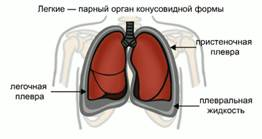 Легкие — парный орган конусовидной формы
пристеночная
плевра
легочная
плевра
плевральная
жидкость